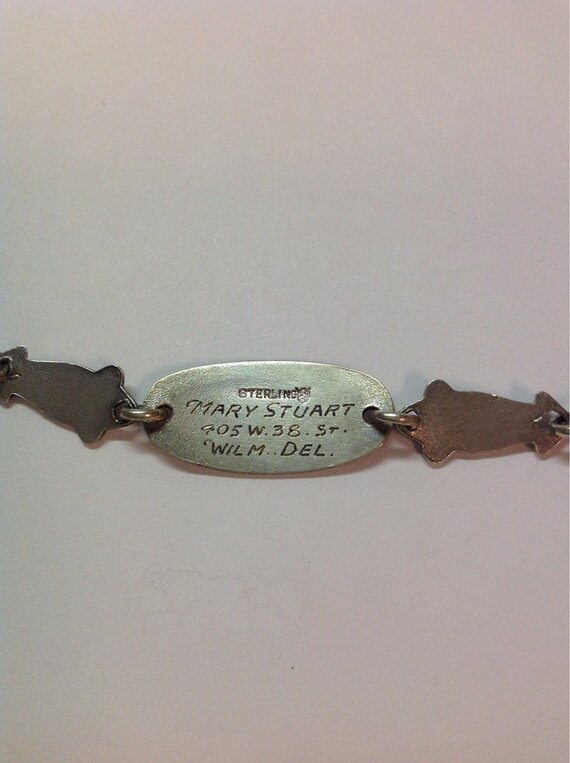 STERLING
MARY STUART
405 W. 38. ST.
WILM. DEL.